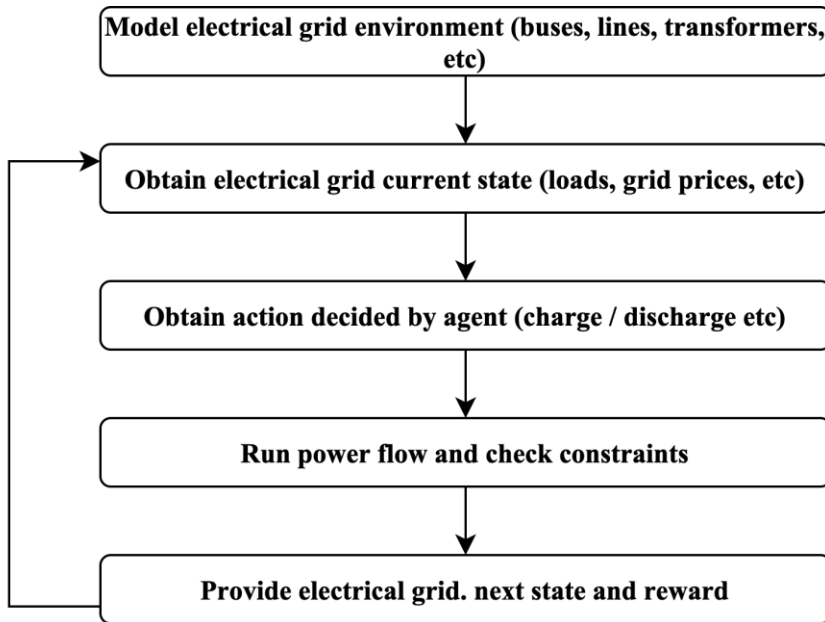 Model electrical grid environment (buses, lines, transformers,
etc)
Obtain electrical grid current state (loads, grid prices, etc)
Obtain action decided by agent (charge / discharge etc)
Run power flow and check constraints
Provide electrical grid. next state and reward